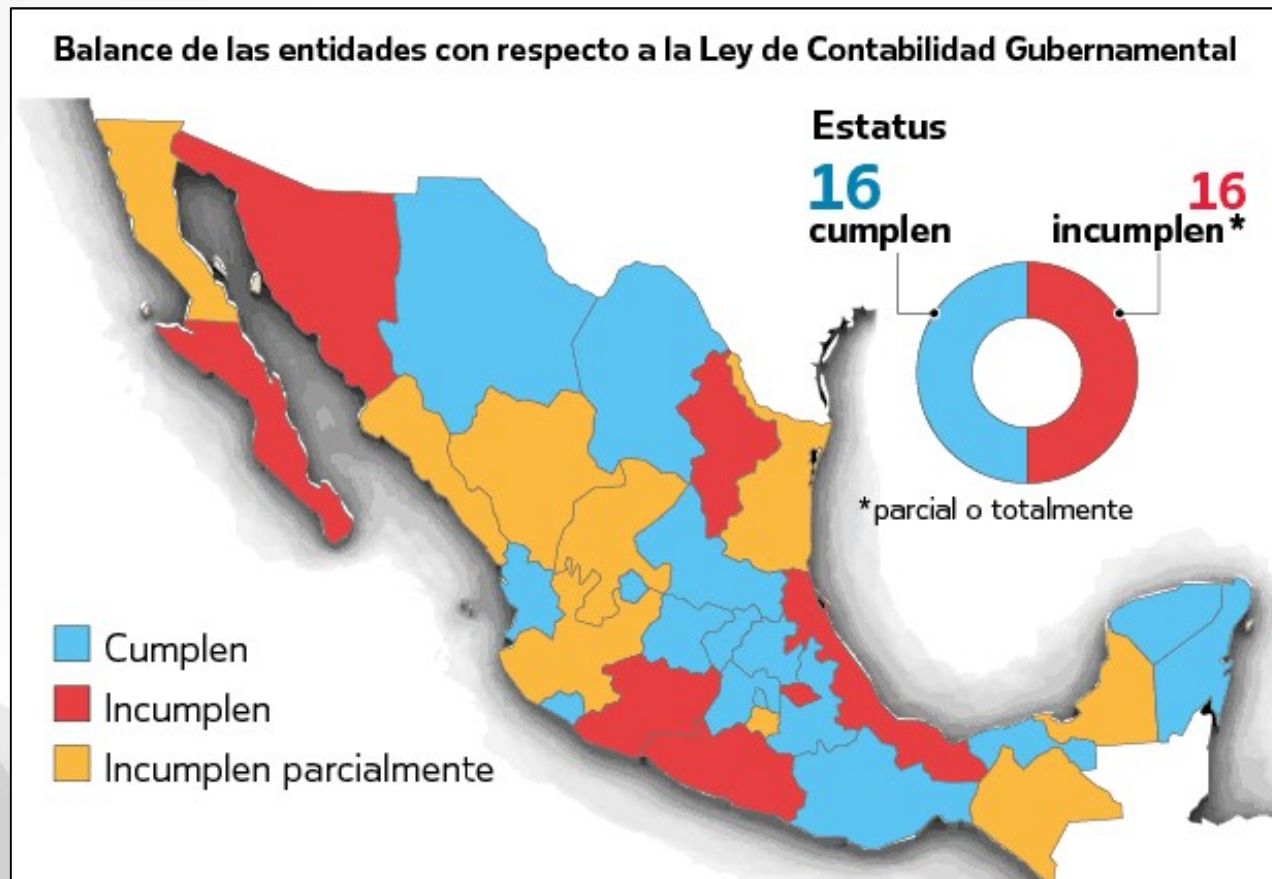 Balance de las entidades con respecto a la Ley de Contabilidad Gubernamental
Estatus
16
cumplen
16
incumplen*
*parcial o totalmente
Cumplen
Incumplen
Incumplen parcialmente